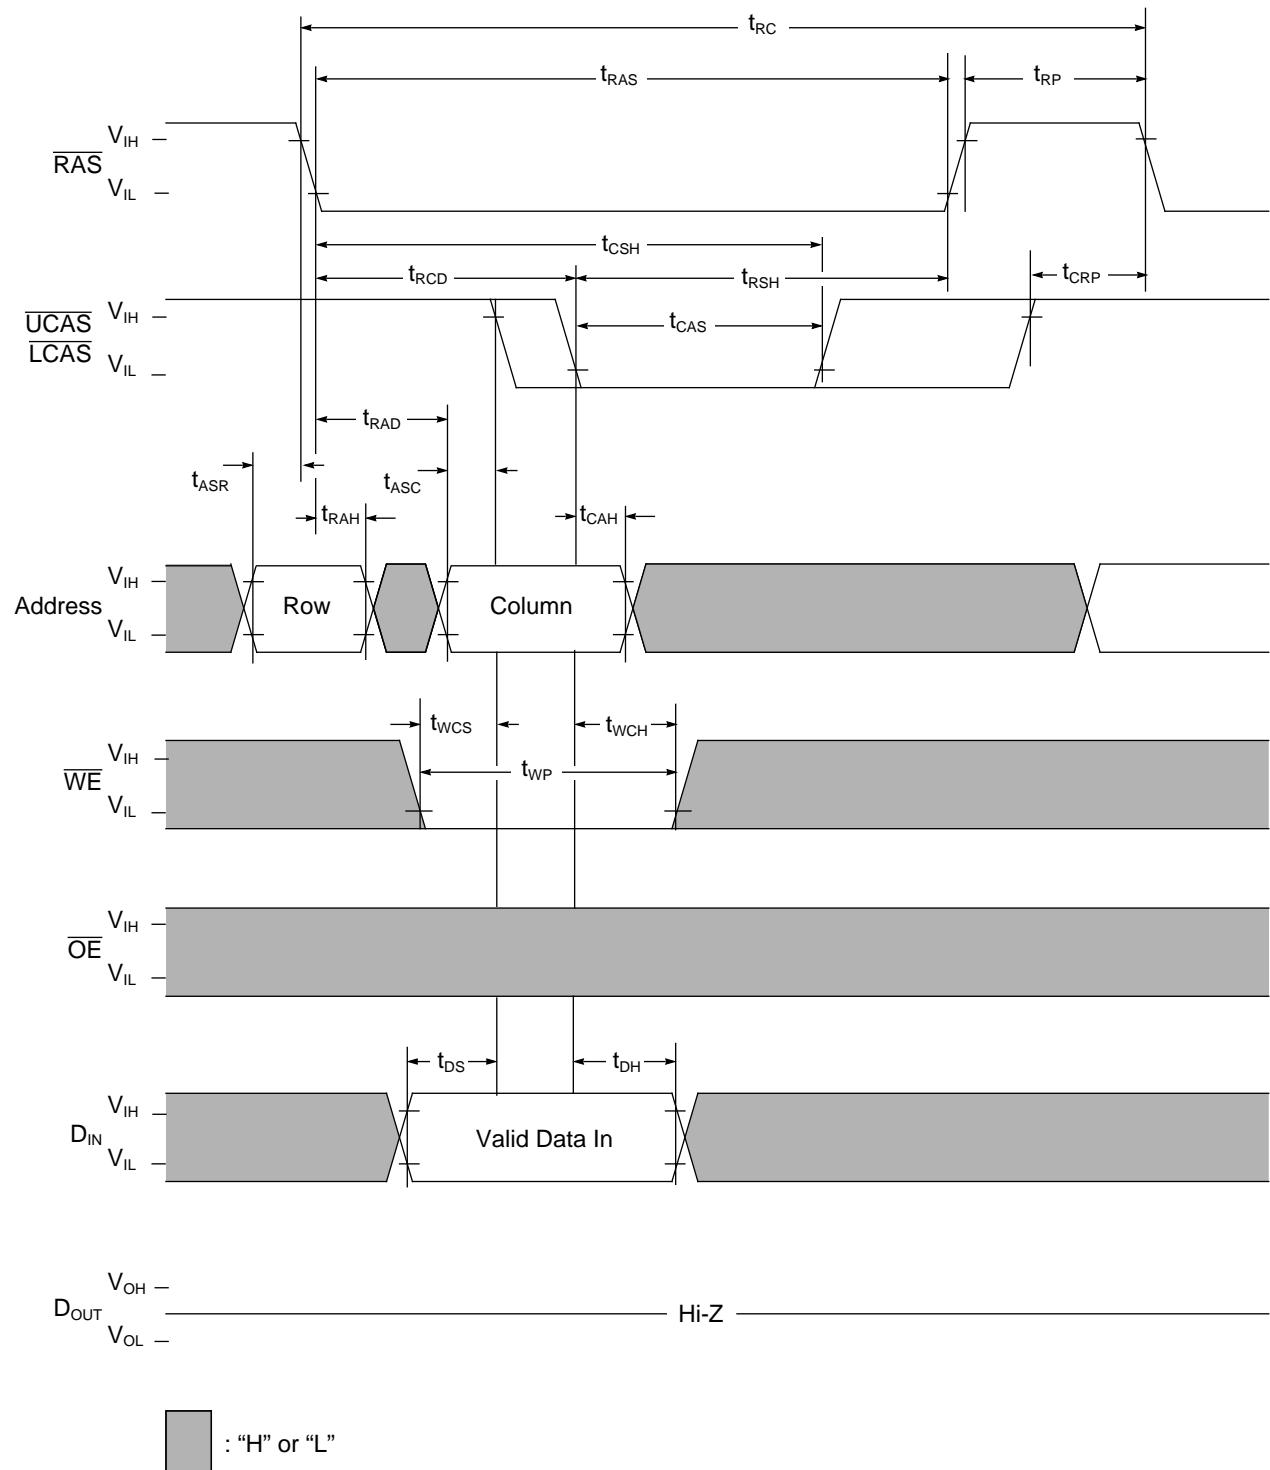 tRC
tRAS
tRP
VIH
RAS
VIL
tCSH
tRCD
tRSH
tCRP
VIH
UCAS
LCAS
tCAS
VIL
tRAD
tASR
tASC
tRAH
tCAH
VIH
Address
Row
Column
VIL
tWCS
tWCH
VIH
WE
tWP
VIL
VIH
OE
VIL
tDS
tDH
VIH
DIN
Valid Data In
VIL
VOH
DOUT
Hi-Z
VOL
: “H” or “L”